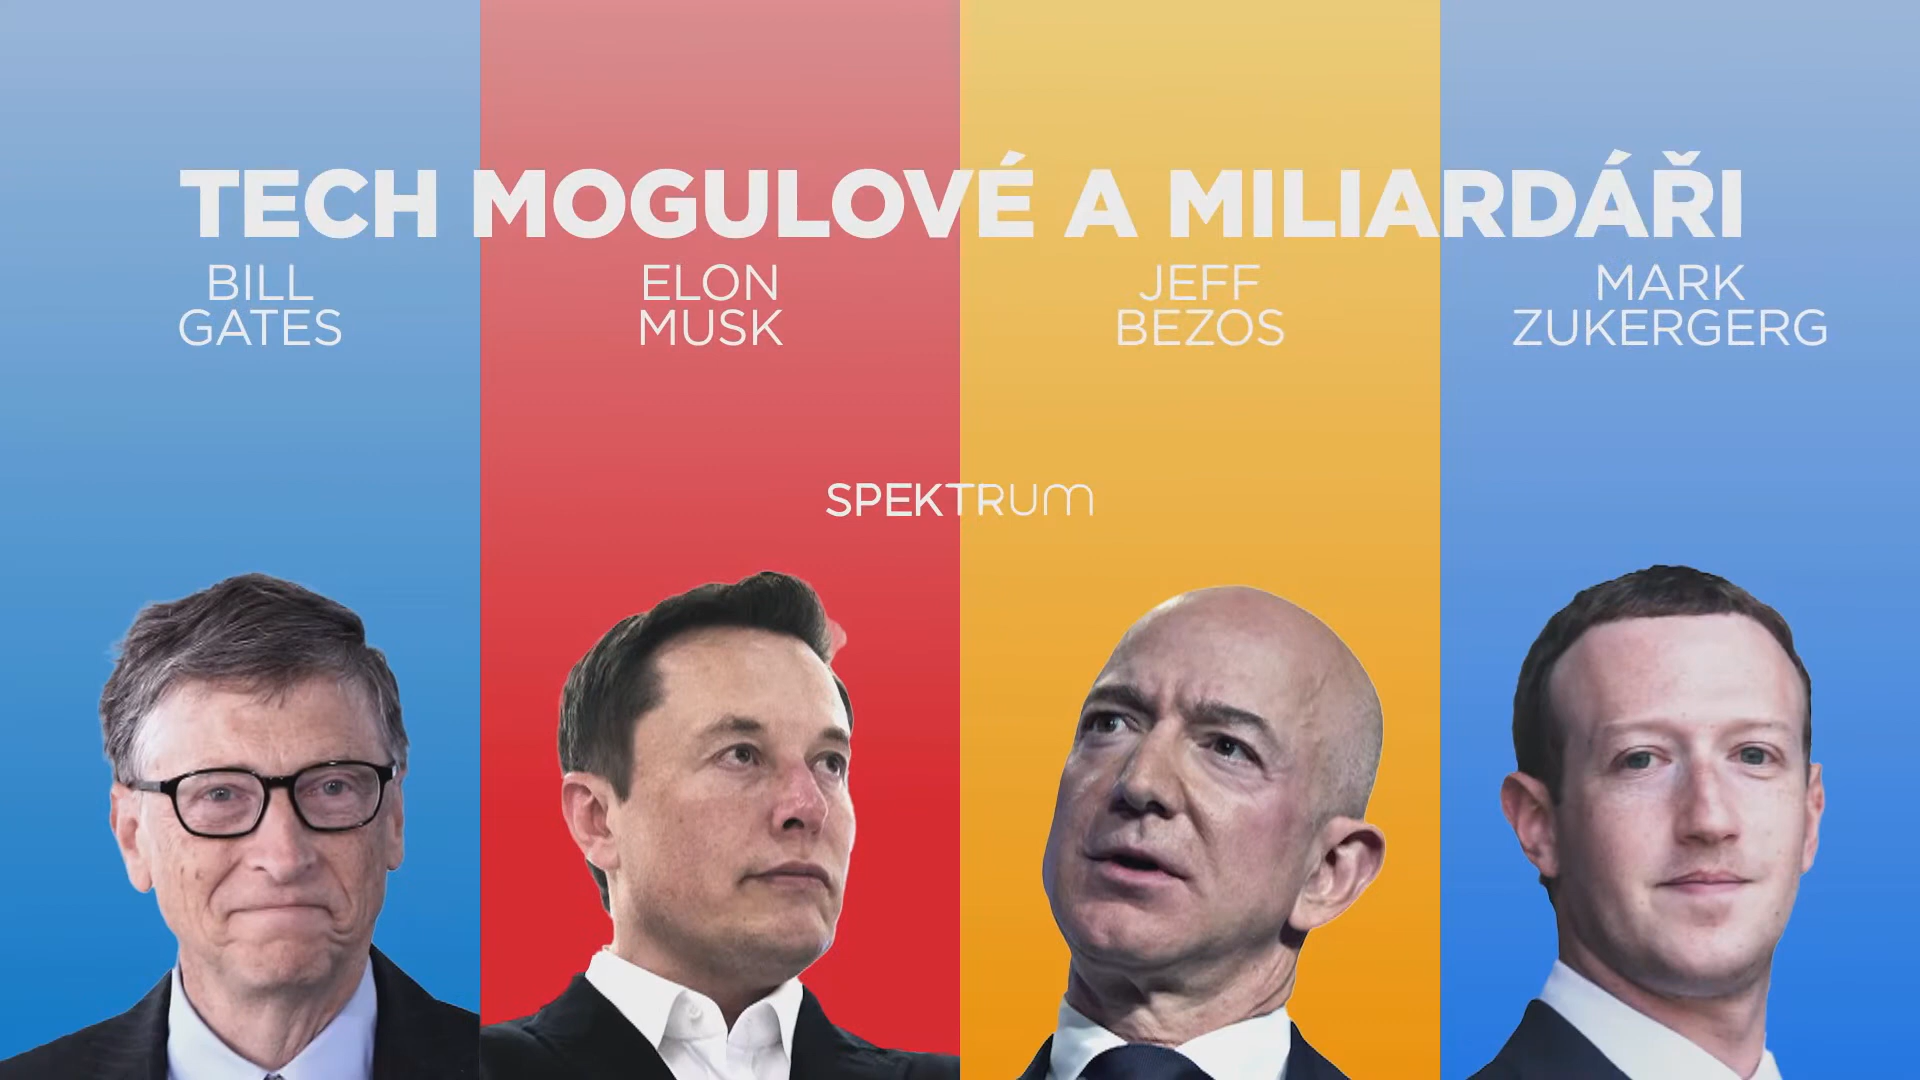 TECH MOGULOVÉ A MILIARDÁŘI
BILL
GATES
ELON
MUSK
JEFF
BEZOS
MARK
ZUKERGERG
SPEKTRUM